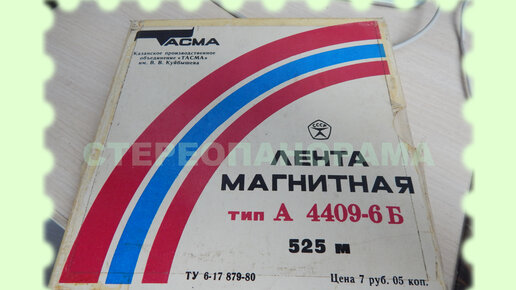 ТАСМА
Казанское производственное
объединение «ТАСМА»
им. В. В. Куйбышева
СССР
СТЕРЕОПАНОРАМА
ЛЕНТА
МАГНИТНАЯ
тип А 4409-6 Б
525 м
ТУ 6-17 879-80
Цена 7 руб. 05 коп.